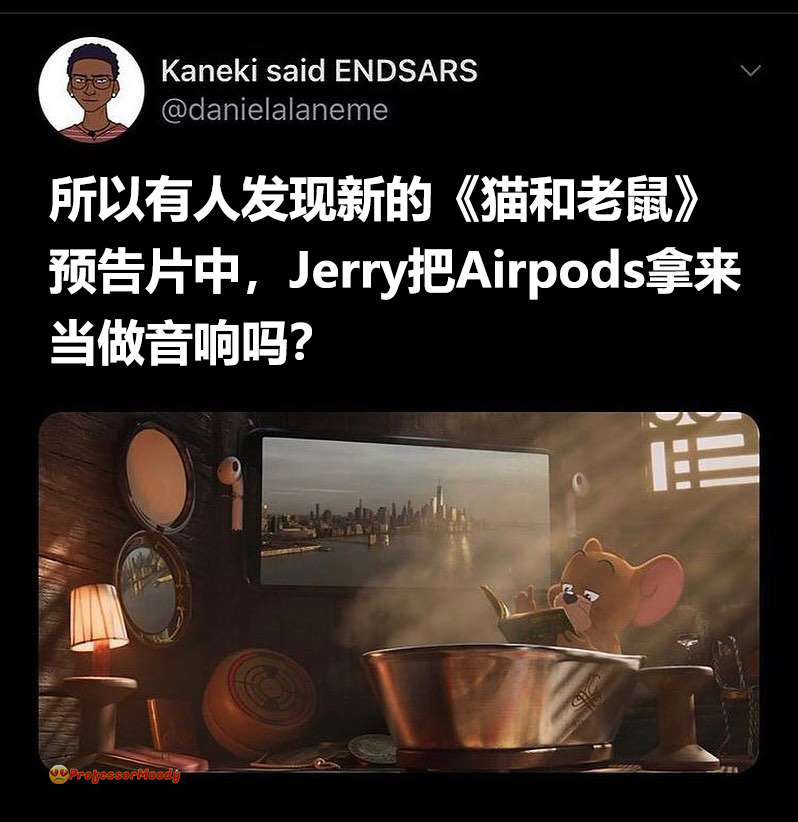 Kaneki said ENDSARS
@danielalaneme
所以有人发现新的《猫和老鼠》
预告片中，Jerry把Airpods拿来
当做音响吗？
ProfessorMoody